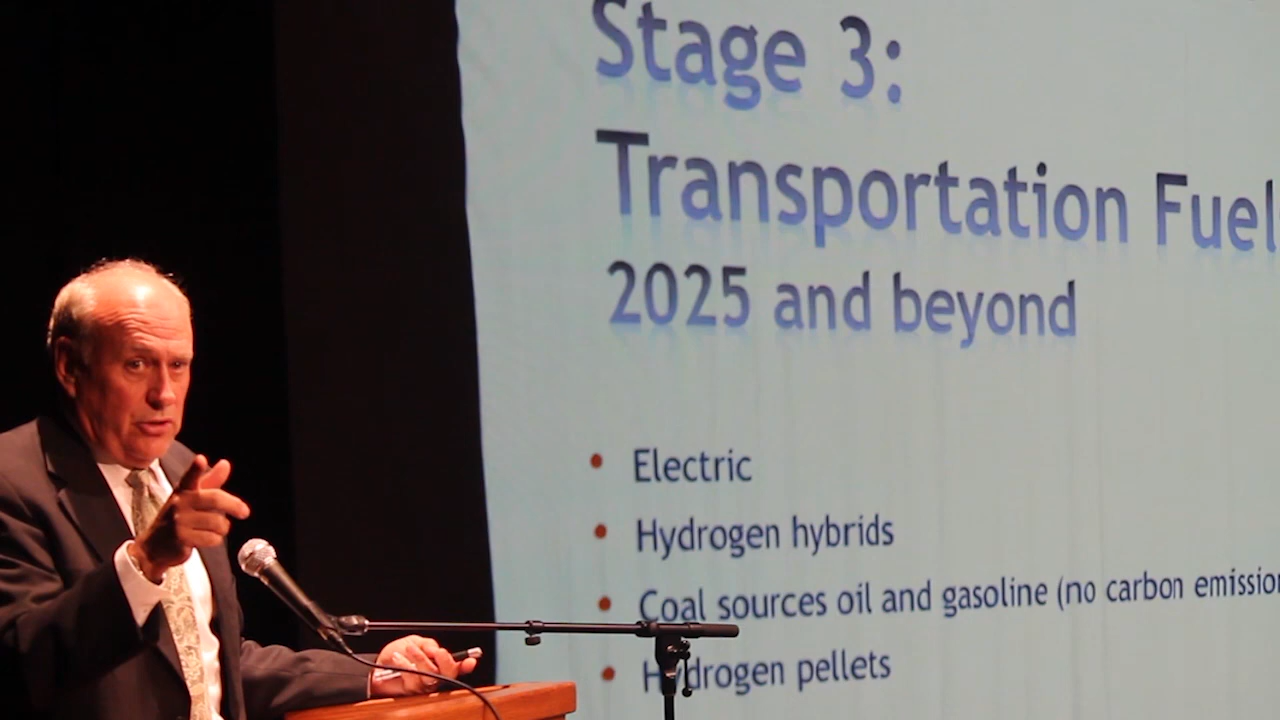 Stage 3:
Transportation Fuel
2025 and beyond
• Electric
• Hydrogen hybrids
• Coal sources oil and gasoline (no carbon emission
• Hydrogen pellets